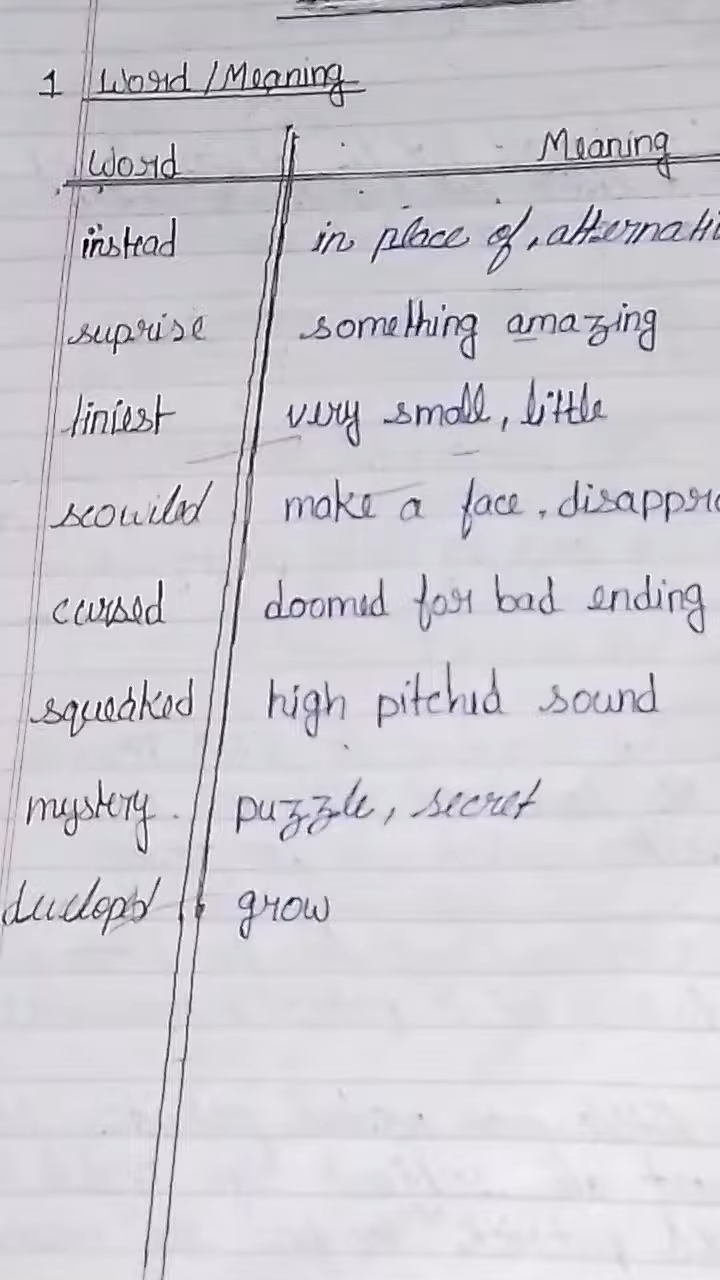 1 Word / Meaning
Word Meaning
instead in place of, alternati
suprise something amazing
tiniest very small, little
scowled make a face, disappro
cursed doomed for bad ending
squeaked high pitched sound
mystery puzzle, secret
grow